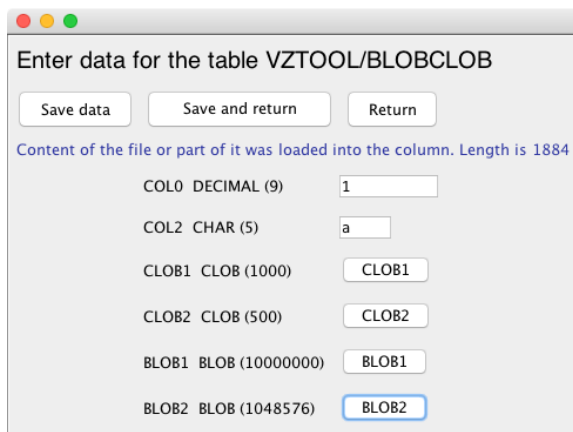 Enter data for the table VZTOOL/BLOBCLOB
Save data Save and return Return
Content of the file or part of it was loaded into the column. Length is 1884
COL0 DECIMAL (9) 1
COL2 CHAR (5) a
CLOB1 CLOB (1000) CLOB1
CLOB2 CLOB (500) CLOB2
BLOB1 BLOB (10000000) BLOB1
BLOB2 BLOB (1048576) BLOB2